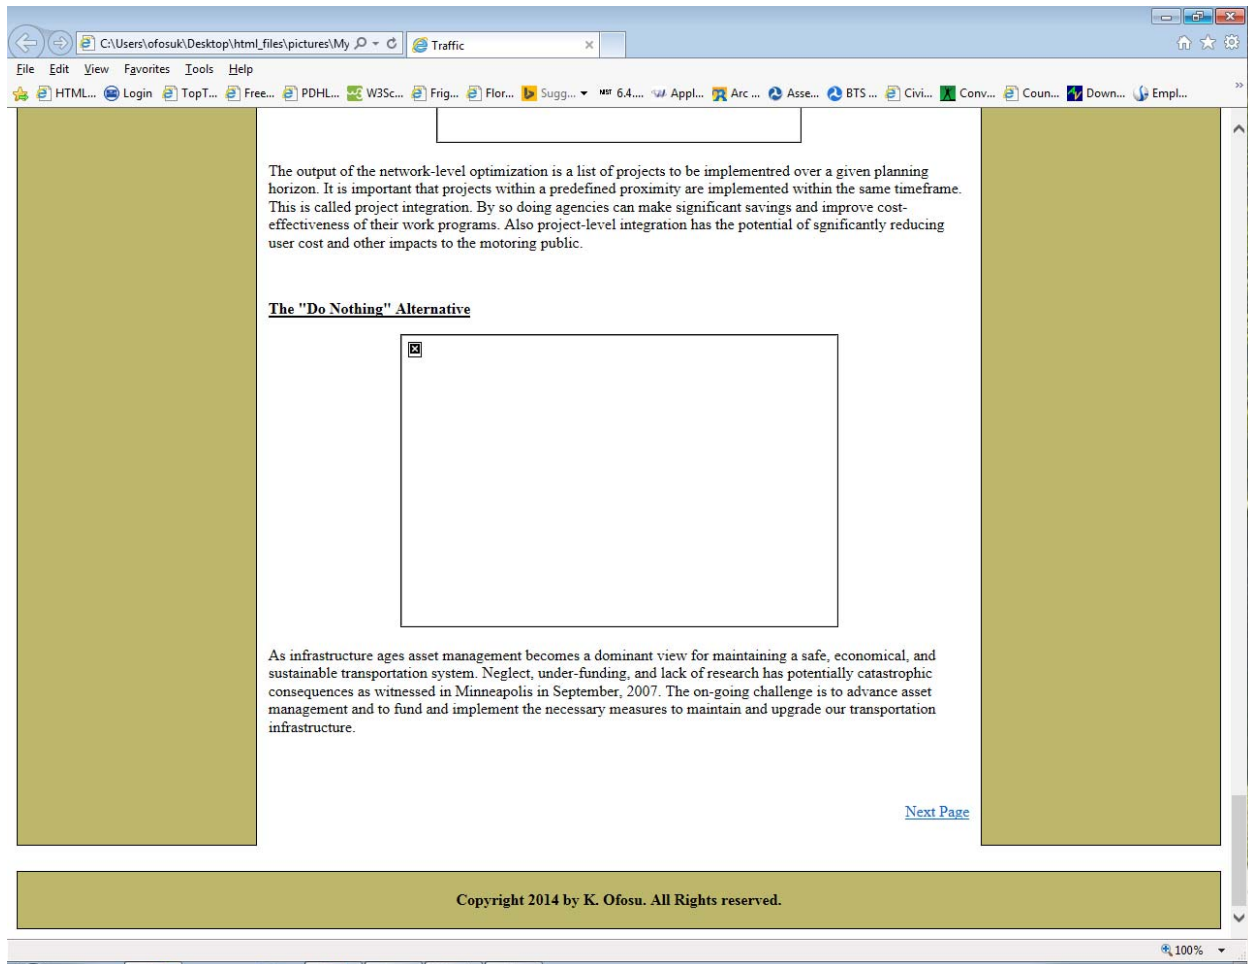 C:\Users\ofosuk\Desktop\html_files\pictures\My
Traffic
File Edit View Favorites Tools Help
HTML... Login TopT... Free... PDHL... W3Sc... Frig... Flor... Sugg... NIST 6.4.... Appl... Arc ... Asse... BTS ... Civi... Conv... Coun... Down... Empl...
The output of the network-level optimization is a list of projects to be implementred over a given planning
horizon. It is important that projects within a predefined proximity are implemented within the same timeframe.
This is called project integration. By so doing agencies can make significant savings and improve cost-
effectiveness of their work programs. Also project-level integration has the potential of sgnificantly reducing
user cost and other impacts to the motoring public.
The "Do Nothing" Alternative
As infrastructure ages asset management becomes a dominant view for maintaining a safe, economical, and
sustainable transportation system. Neglect, under-funding, and lack of research has potentially catastrophic
consequences as witnessed in Minneapolis in September, 2007. The on-going challenge is to advance asset
management and to fund and implement the necessary measures to maintain and upgrade our transportation
infrastructure.
Next Page
Copyright 2014 by K. Ofosu. All Rights reserved.
100%